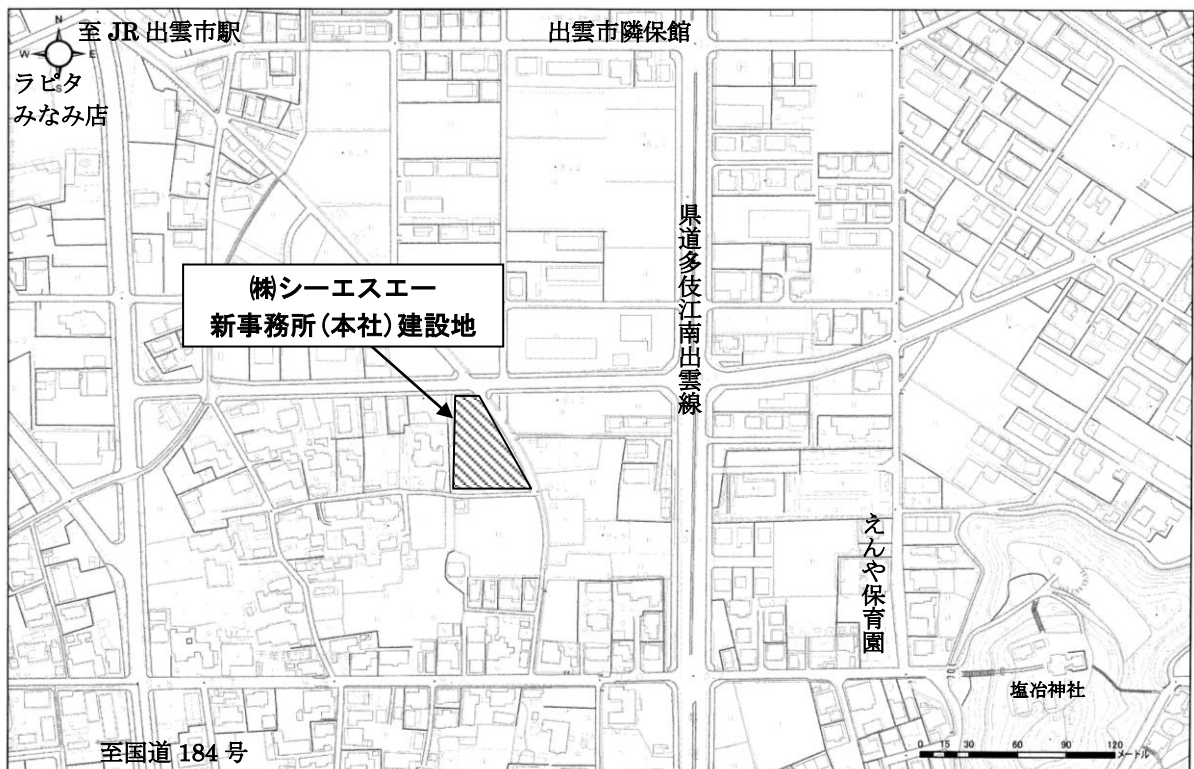 至 JR 出雲市駅
出雲市隣保館
E
S
ラピタ
みなみ店
県道多伎江南出雲線
㈱シーエスエー
新事務所(本社)建設地
えんや保育園
塩冶神社
至国道 184 号
0 15 30 60 90 120
メートル